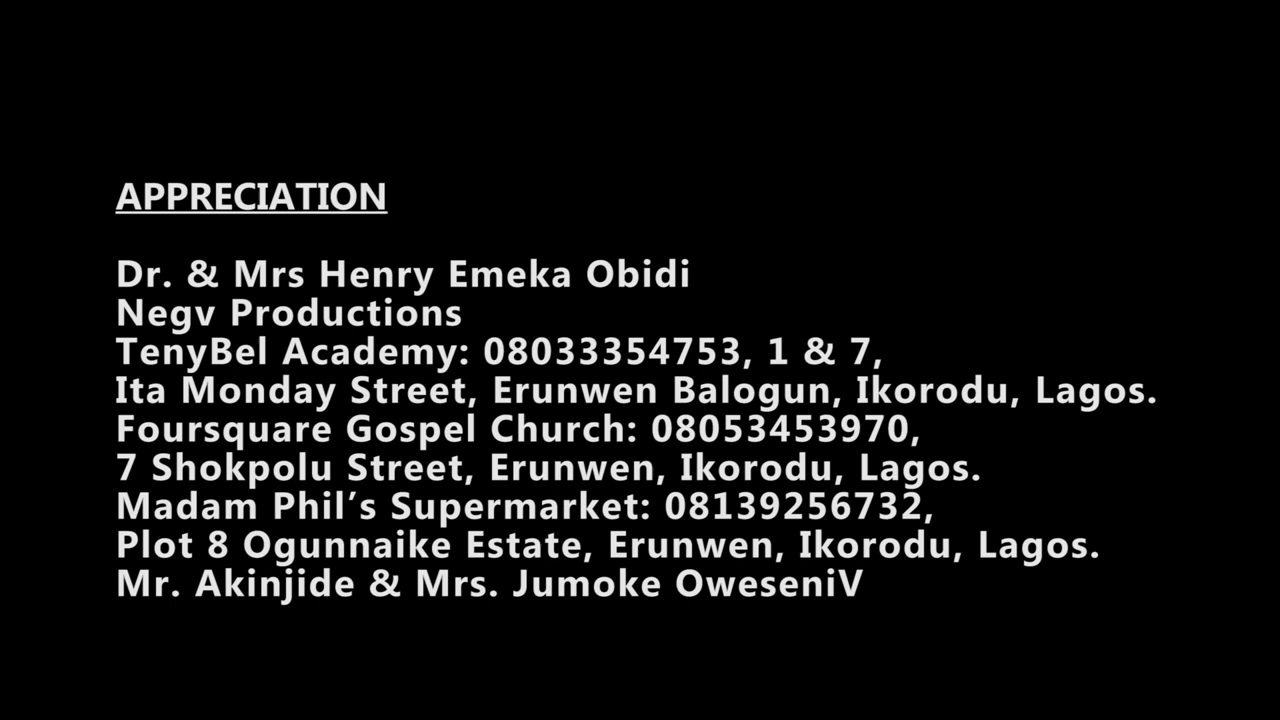 APPRECIATION
Dr. & Mrs Henry Emeka Obidi
Negv Productions
TenyBel Academy: 08033354753, 1 & 7,
Ita Monday Street, Erunwen Balogun, Ikorodu, Lagos.
Foursquare Gospel Church: 08053453970,
7 Shokpolu Street, Erunwen, Ikorodu, Lagos.
Madam Phil’s Supermarket: 08139256732,
Plot 8 Ogunnaike Estate, Erunwen, Ikorodu, Lagos.
Mr. Akinjide & Mrs. Jumoke OweseniV